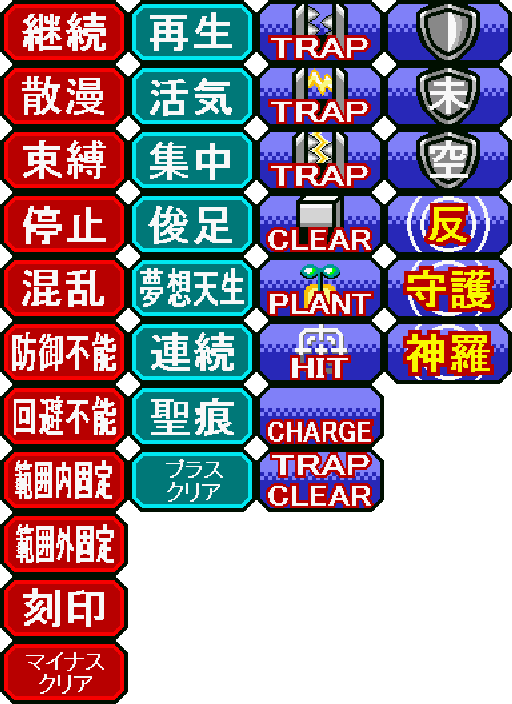 継続
散漫
束縛
停止
混乱
防御不能
回避不能
範囲内固定
範囲外固定
刻印
マイナス
クリア
再生
活気
集中
俊足
夢想天生
連続
聖痕
プラス
クリア
TRAP
TRAP
TRAP
CLEAR
PLANT
HIT
CHARGE
TRAP
CLEAR
未
空
反
守護
神羅